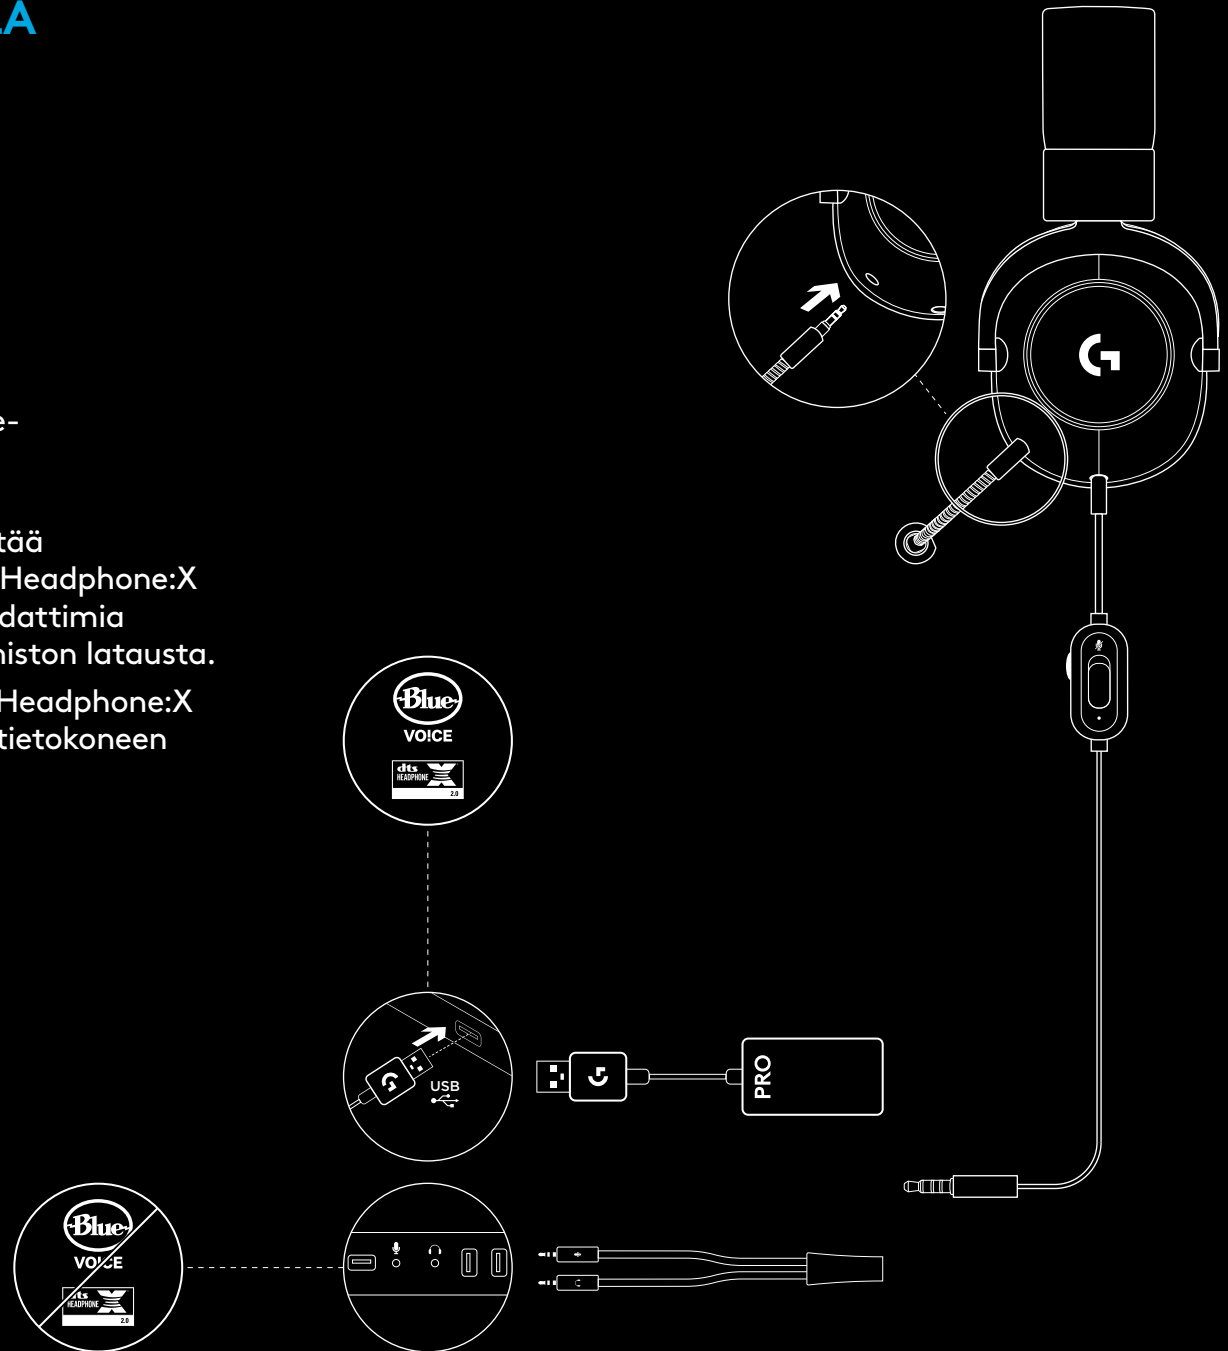 LA
e-
tää
Headphone:X
dattimia
niston latausta.
Headphone:X
tietokoneen
Blue
VO!CE
dts
HEADPHONE X
2.0
USB
PRO
Blue
VO!CE
dts
HEADPHONE X
2.0